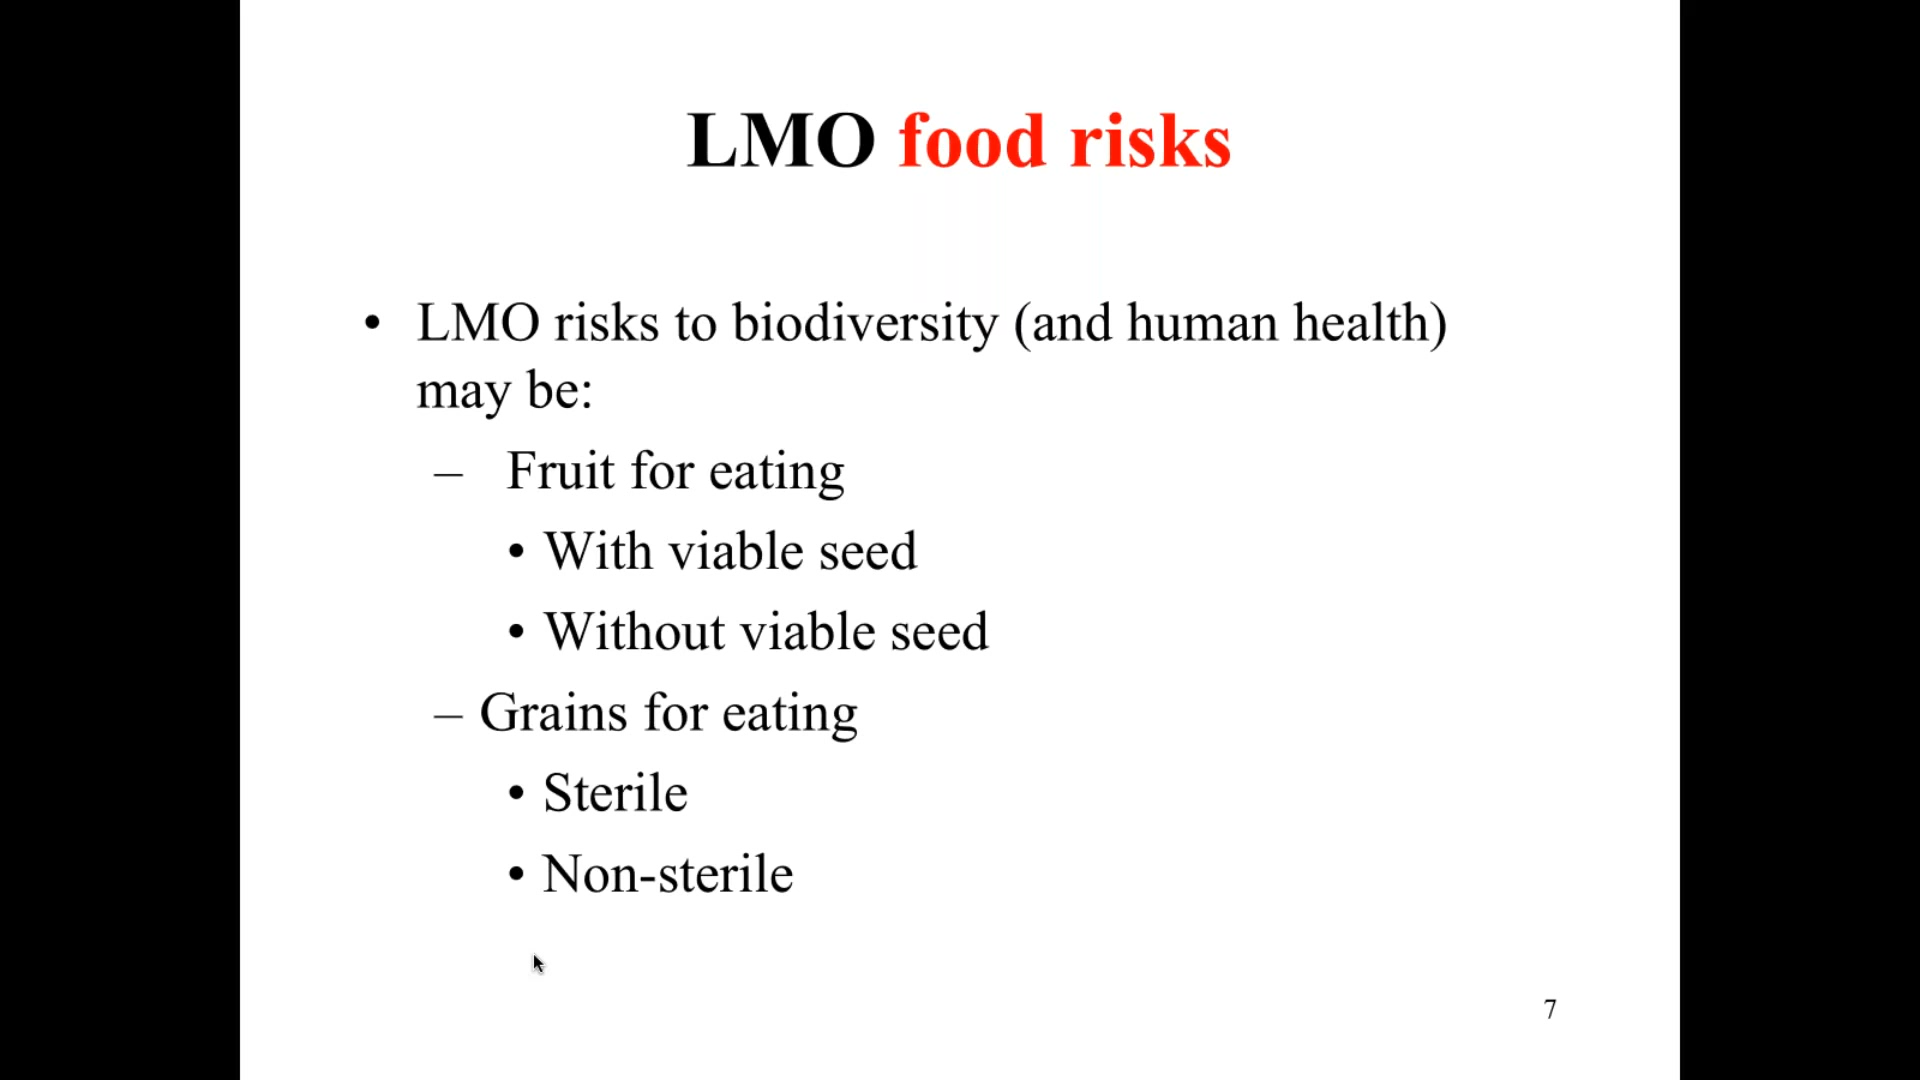 LMO food risks
• LMO risks to biodiversity (and human health)
may be:
– Fruit for eating
• With viable seed
• Without viable seed
– Grains for eating
• Sterile
• Non-sterile
7